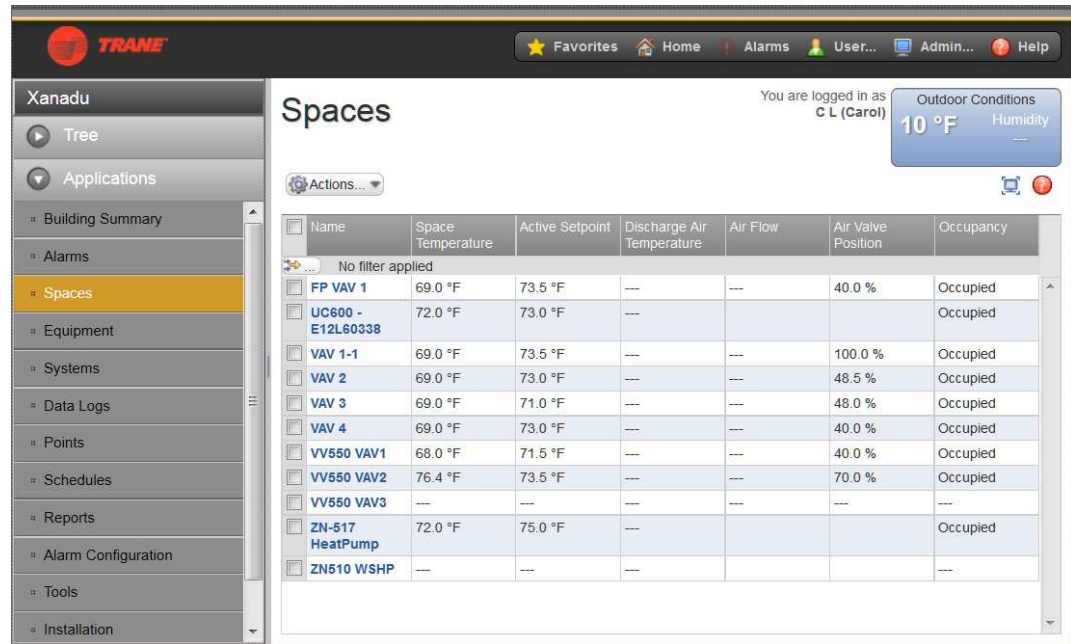 TRANE
Favorites Home Alarms User... Admin... Help
Xanadu
Tree
Applications
Building Summary
Alarms
Spaces
Equipment
Systems
Data Logs
Points
Schedules
Reports
Alarm Configuration
Tools
Installation
Spaces
You are logged in as
C L (Carol)
Outdoor Conditions
10 °F Humidity
---
Actions...
Name Space Temperature Active Setpoint Discharge Air Temperature Air Flow Air Valve Position Occupancy
... No filter applied
FP VAV 1 69.0 °F 73.5 °F --- --- 40.0 % Occupied
UC600 - E12L60338 72.0 °F 73.0 °F --- Occupied
VAV 1-1 69.0 °F 73.5 °F --- --- 100.0 % Occupied
VAV 2 69.0 °F 73.0 °F --- --- 48.5 % Occupied
VAV 3 69.0 °F 71.0 °F --- --- 48.0 % Occupied
VAV 4 69.0 °F 73.0 °F --- --- 40.0 % Occupied
VV550 VAV1 68.0 °F 71.5 °F --- --- 40.0 % Occupied
VV550 VAV2 76.4 °F 73.5 °F --- --- 70.0 % Occupied
VV550 VAV3 --- --- --- --- --- ---
ZN-517 HeatPump 72.0 °F 75.0 °F --- Occupied
ZN510 WSHP --- --- --- ---